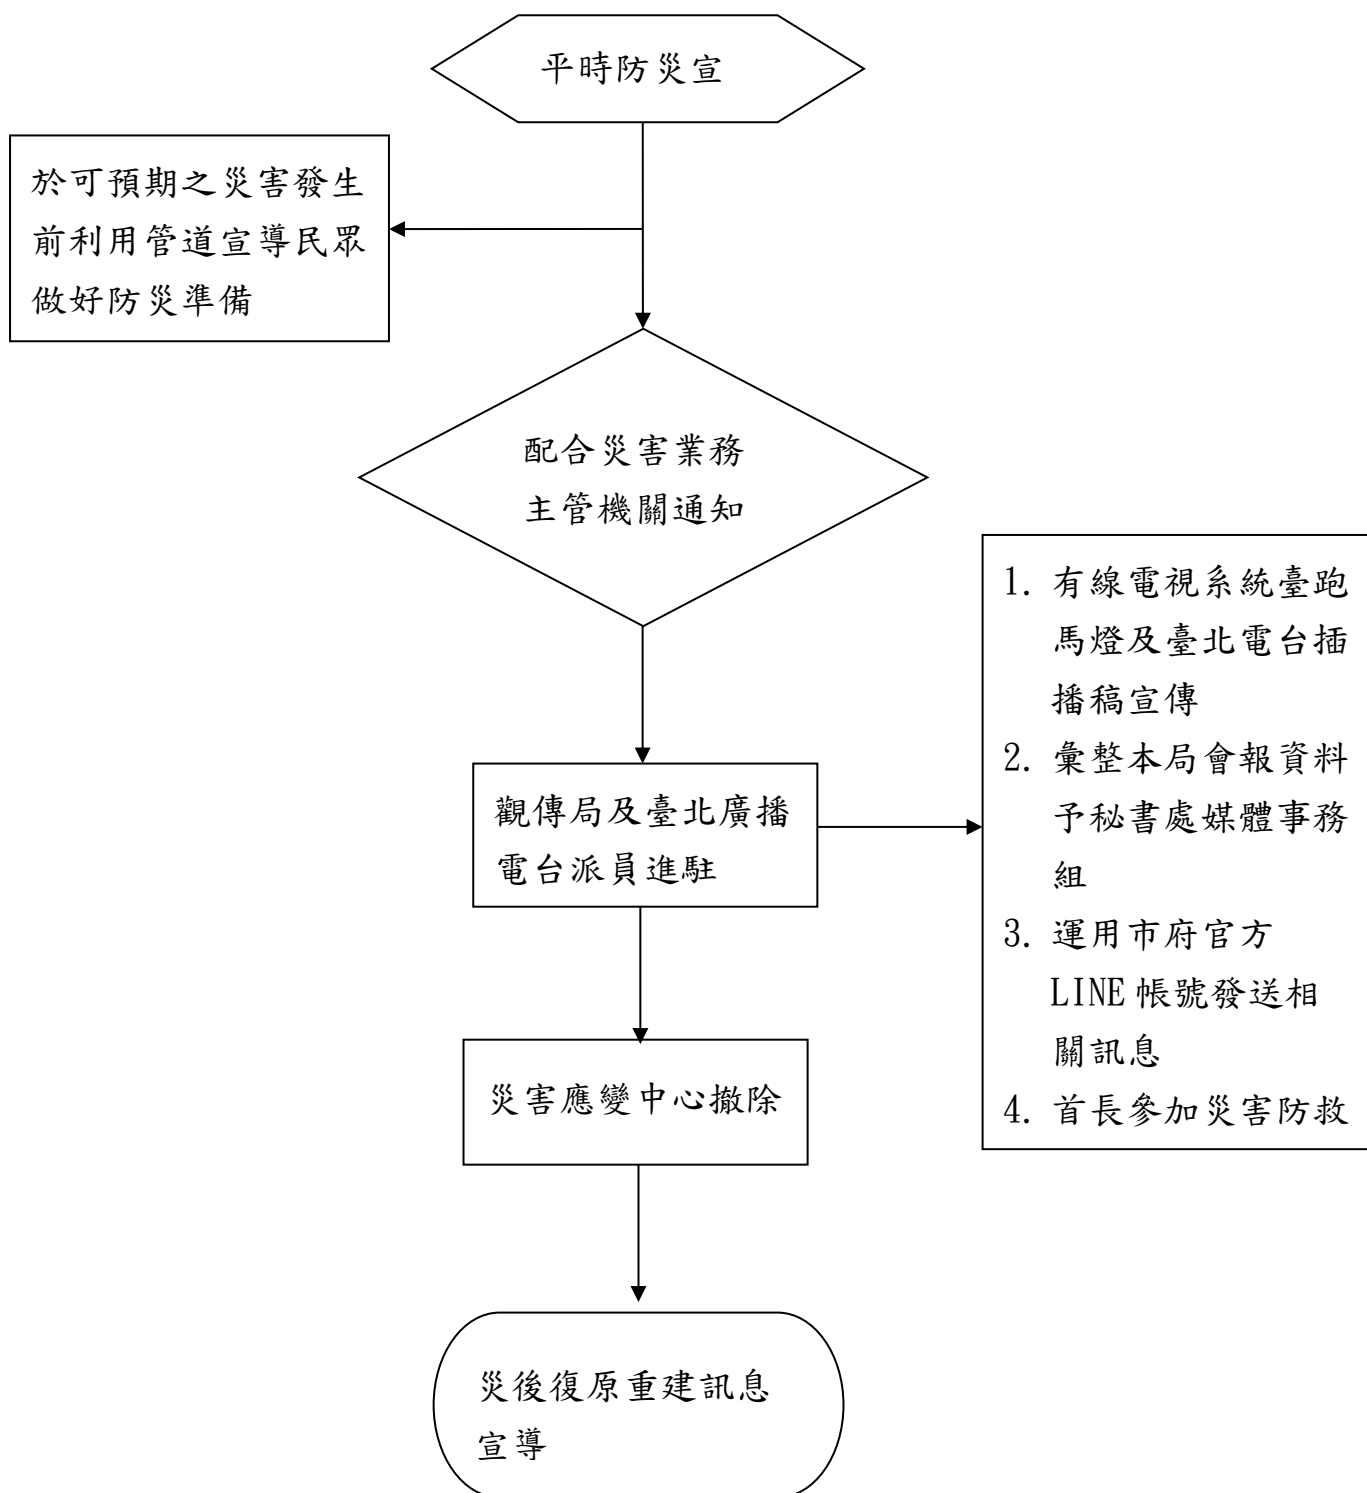 平時防災宣
於可預期之災害發生
前利用管道宣導民眾
做好防災準備
配合災害業務
主管機關通知
觀傳局及臺北廣播
電台派員進駐
1. 有線電視系統臺跑
馬燈及臺北電台插
播稿宣傳
2. 彙整本局會報資料
予秘書處媒體事務
組
3. 運用市府官方
LINE帳號發送相
關訊息
4. 首長參加災害防救
災害應變中心撤除
災後復原重建訊息
宣導